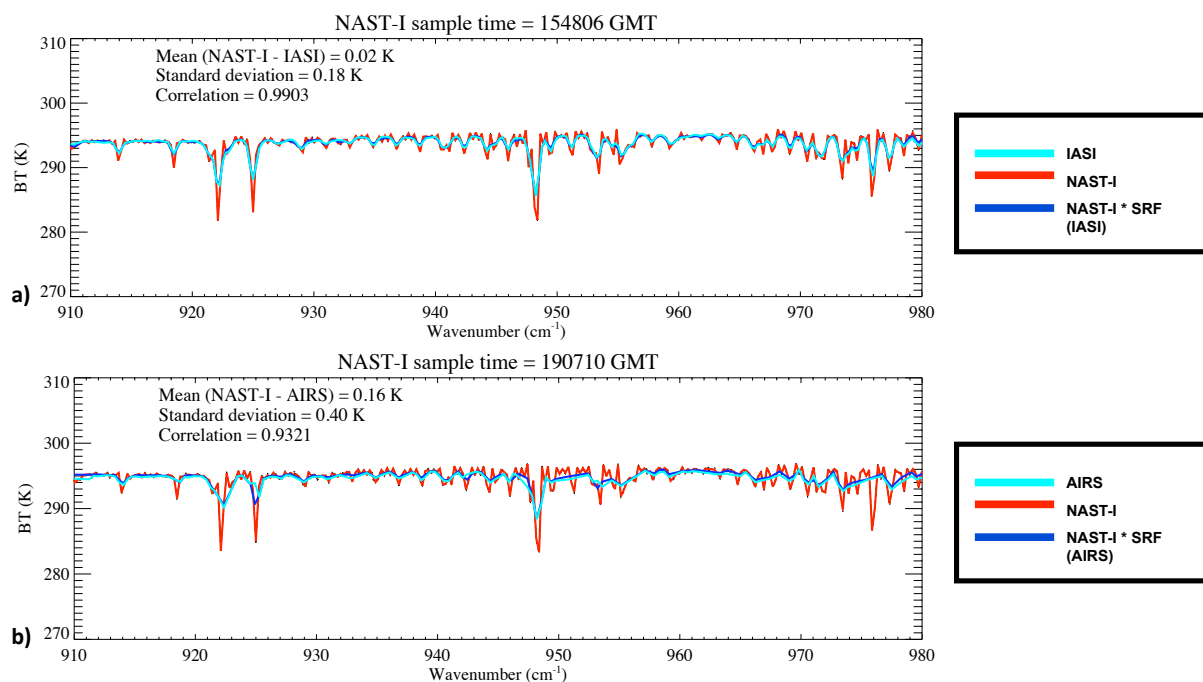 NAST-I sample time = 154806 GMT
Mean (NAST-I - IASI) = 0.02 K
Standard deviation = 0.18 K
Correlation = 0.9903
310
300
290
280
270
BT (K)
a)
910 920 930 940 950 960 970 980
Wavenumber (cm⁻¹)
IASI
NAST-I
NAST-I * SRF
(IASI)
NAST-I sample time = 190710 GMT
Mean (NAST-I - AIRS) = 0.16 K
Standard deviation = 0.40 K
Correlation = 0.9321
310
300
290
280
270
BT (K)
b)
910 920 930 940 950 960 970 980
Wavenumber (cm⁻¹)
AIRS
NAST-I
NAST-I * SRF
(AIRS)